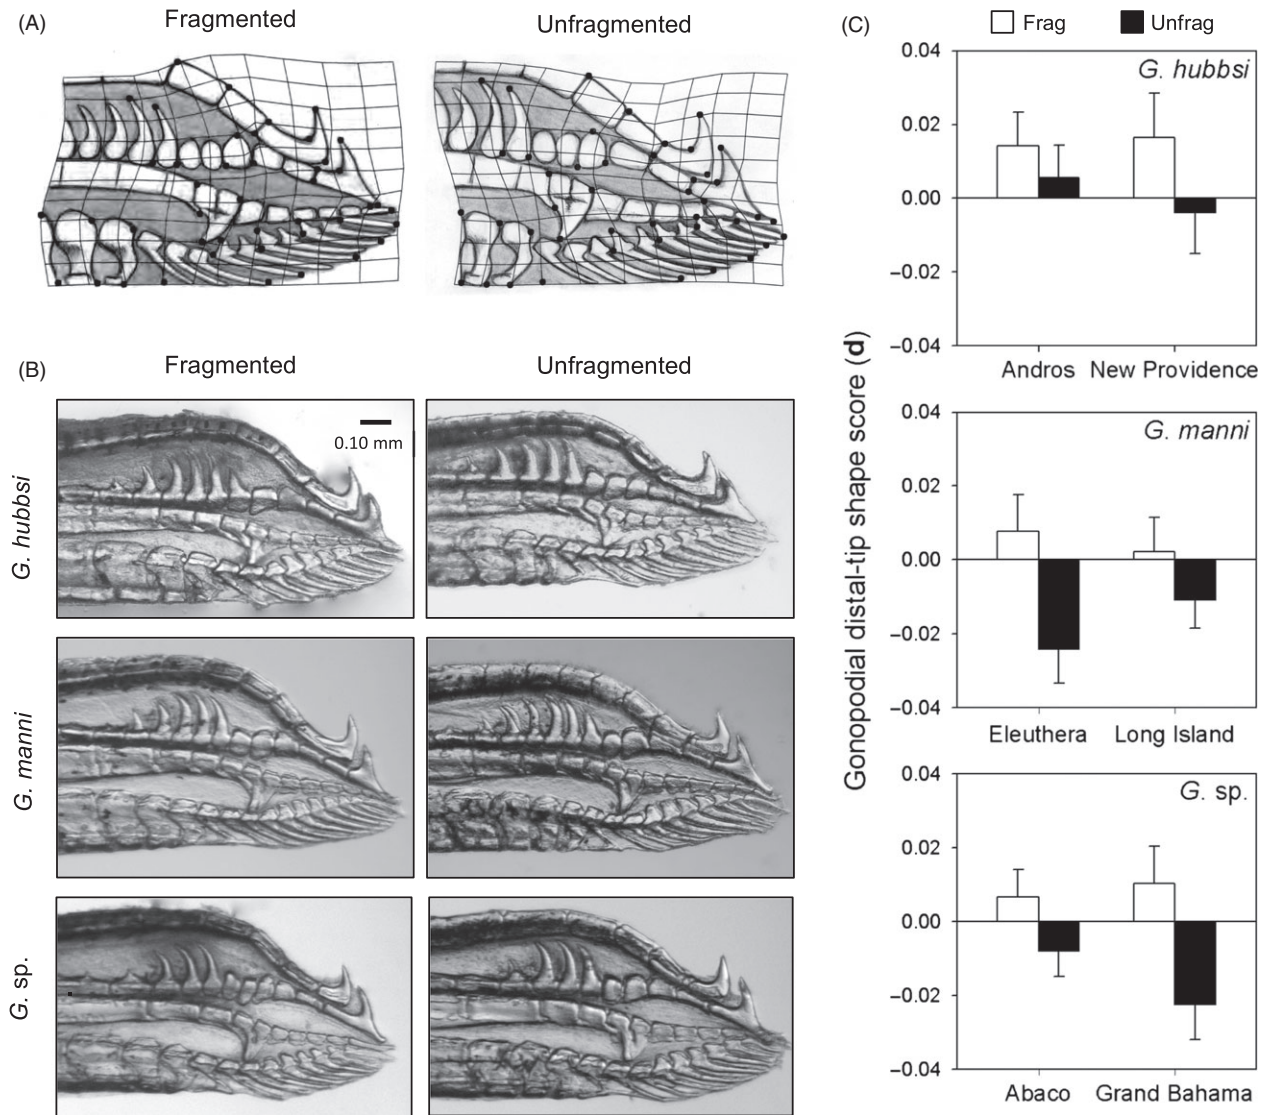 (A)
Fragmented
Unfragmented
(B)
Fragmented
Unfragmented
0.10 mm
G. hubbsi
G. manni
G. sp.
(C)
Frag
Unfrag
Gonopodial distal-tip shape score (d)
0.04
0.02
0.00
−0.02
−0.04
G. hubbsi
Andros
New Providence
0.04
0.02
0.00
−0.02
−0.04
G. manni
Eleuthera
Long Island
0.04
0.02
0.00
−0.02
−0.04
G. sp.
Abaco
Grand Bahama